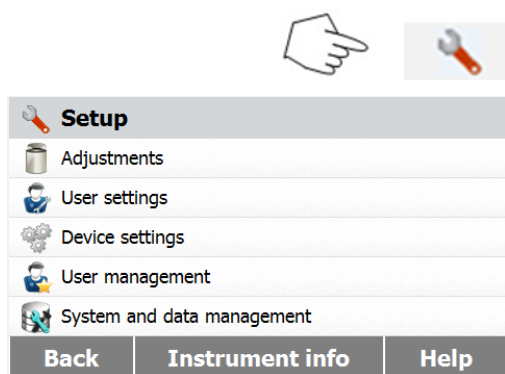 Setup
Adjustments
User settings
Device settings
User management
System and data management
Back Instrument info Help